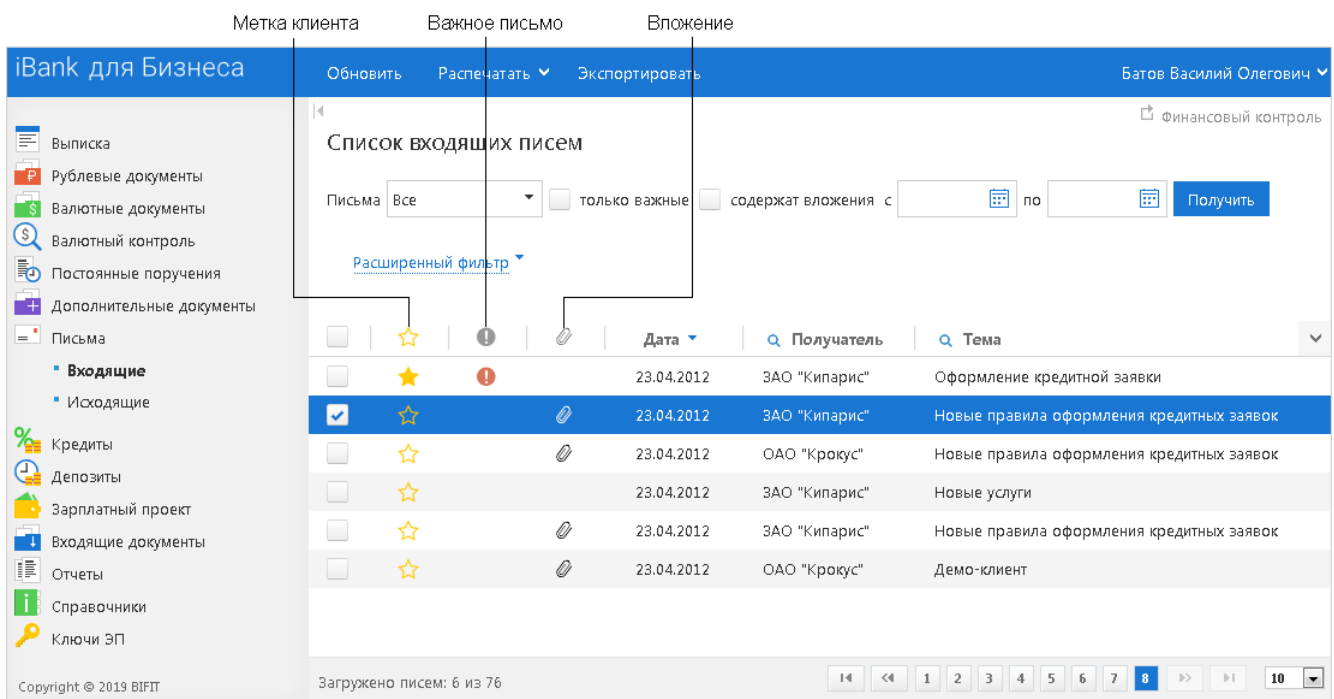 Метка клиента Важное письмо Вложение
iBank для Бизнеса Обновить Распечатать Экспортировать Батов Василий Олегович
Финансовый контроль
Выписка
Рублевые документы
Валютные документы
Валютный контроль
Постоянные поручения
Дополнительные документы
Письма
Входящие
Исходящие
Кредиты
Депозиты
Зарплатный проект
Входящие документы
Отчеты
Справочники
Ключи ЭП
Copyright © 2019 BIFIT
Список входящих писем
Письма Все только важные содержат вложения с по Получить
Расширенный фильтр
Дата Получатель Тема
23.04.2012 ЗАО "Кипарис" Оформление кредитной заявки
23.04.2012 ЗАО "Кипарис" Новые правила оформления кредитных заявок
23.04.2012 ОАО "Крокус" Новые правила оформления кредитных заявок
23.04.2012 ЗАО "Кипарис" Новые услуги
23.04.2012 ЗАО "Кипарис" Новые правила оформления кредитных заявок
23.04.2012 ОАО "Крокус" Демо-клиент
Загружено писем: 6 из 76 1 2 3 4 5 6 7 8 10